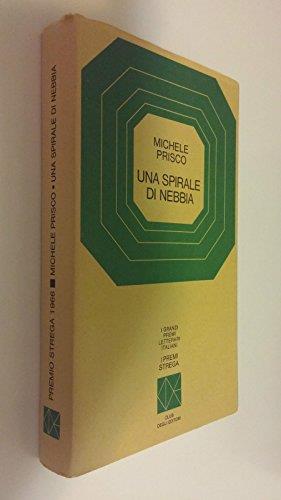 MICHELE
PRISCO
UNA SPIRALE
DI NEBBIA
I GRANDI
PREMI
LETTERARI
ITALIANI
I PREMI
STREGA
CLUB
DEGLI EDITORI
PREMIO STREGA 1966 ■ MICHELE PRISCO • UNA SPIRALE DI NEBBIA